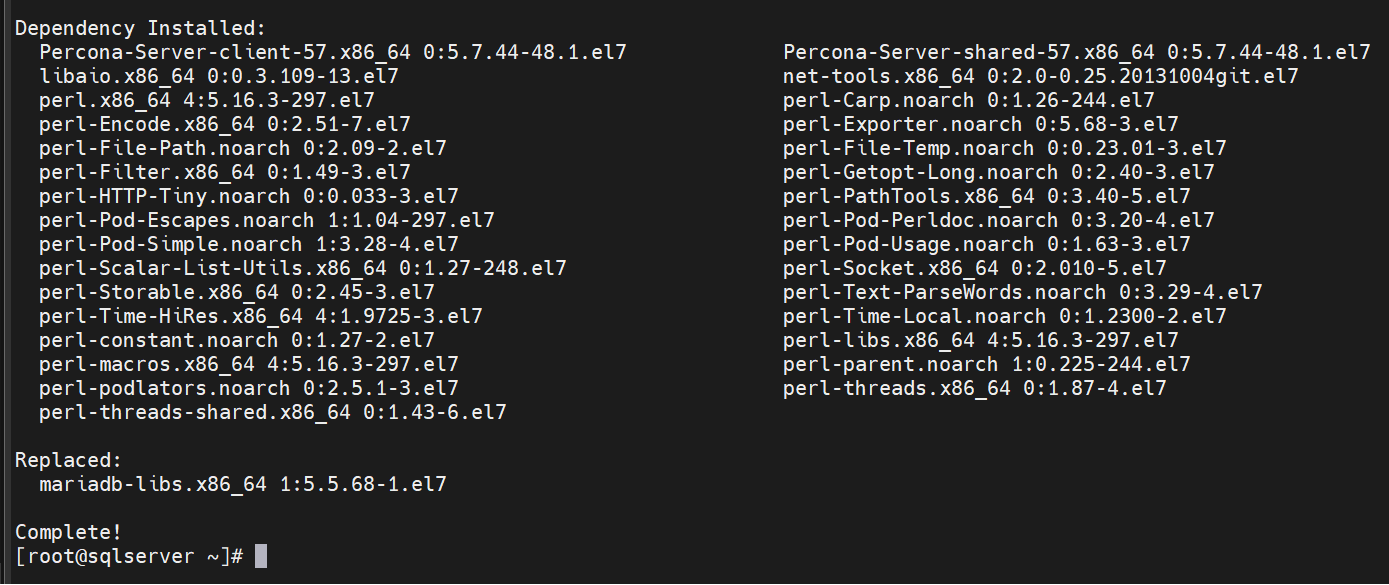 Dependency Installed:
Percona-Server-client-57.x86_64 0:5.7.44-48.1.el7 Percona-Server-shared-57.x86_64 0:5.7.44-48.1.el7
libaio.x86_64 0:0.3.109-13.el7 net-tools.x86_64 0:2.0-0.25.20131004git.el7
perl.x86_64 4:5.16.3-297.el7 perl-Carp.noarch 0:1.26-244.el7
perl-Encode.x86_64 0:2.51-7.el7 perl-Exporter.noarch 0:5.68-3.el7
perl-File-Path.noarch 0:2.09-2.el7 perl-File-Temp.noarch 0:0.23.01-3.el7
perl-Filter.x86_64 0:1.49-3.el7 perl-Getopt-Long.noarch 0:2.40-3.el7
perl-HTTP-Tiny.noarch 0:0.033-3.el7 perl-PathTools.x86_64 0:3.40-5.el7
perl-Pod-Escapes.noarch 1:1.04-297.el7 perl-Pod-Perldoc.noarch 0:3.20-4.el7
perl-Pod-Simple.noarch 1:3.28-4.el7 perl-Pod-Usage.noarch 0:1.63-3.el7
perl-Scalar-List-Utils.x86_64 0:1.27-248.el7 perl-Socket.x86_64 0:2.010-5.el7
perl-Storable.x86_64 0:2.45-3.el7 perl-Text-ParseWords.noarch 0:3.29-4.el7
perl-Time-HiRes.x86_64 4:1.9725-3.el7 perl-Time-Local.noarch 0:1.2300-2.el7
perl-constant.noarch 0:1.27-2.el7 perl-libs.x86_64 4:5.16.3-297.el7
perl-macros.x86_64 4:5.16.3-297.el7 perl-parent.noarch 1:0.225-244.el7
perl-podlators.noarch 0:2.5.1-3.el7 perl-threads.x86_64 0:1.87-4.el7
perl-threads-shared.x86_64 0:1.43-6.el7
Replaced:
mariadb-libs.x86_64 1:5.5.68-1.el7
Complete!
[root@sqlserver ~]#